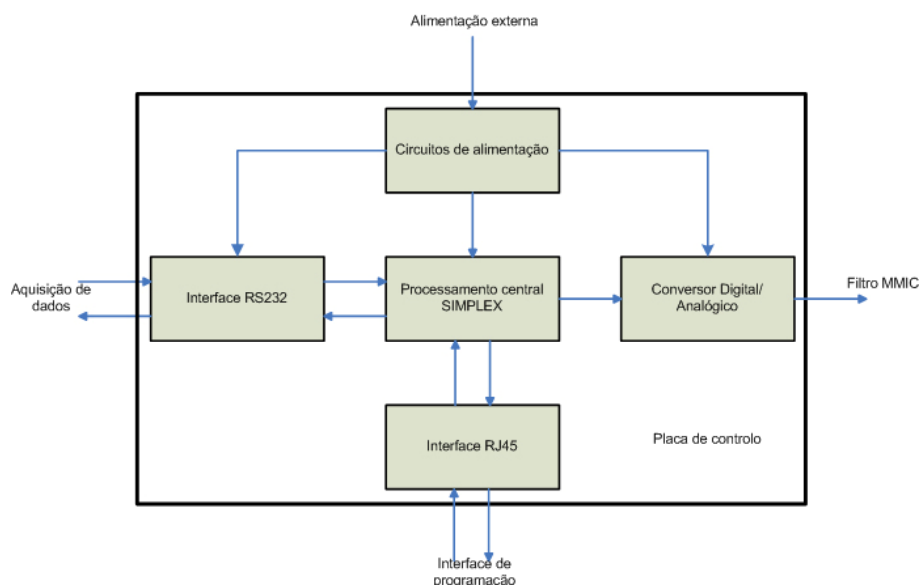 Alimentação externa
Circuitos de alimentação
Aquisição de
dados
Interface RS232
Processamento central
SIMPLEX
Conversor Digital/
Analógico
Filtro MMIC
Interface RJ45
Placa de controlo
Interface de
programação